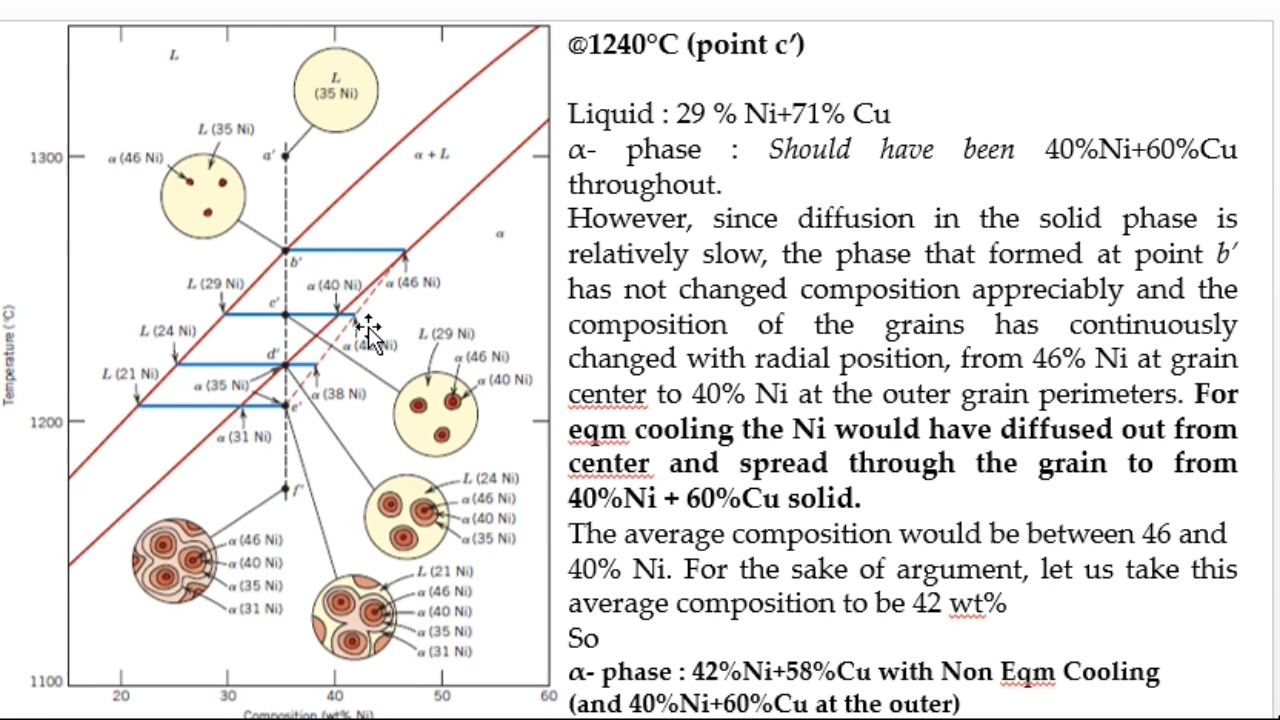 L
L
(35 Ni)
L (35 Ni)
α (46 Ni)
a′
α + L
1300
α
b′
L (29 Ni)
α (40 Ni)
α (46 Ni)
c′
L (24 Ni)
L (29 Ni)
d′
α (46 Ni)
L (21 Ni)
α (40 Ni)
α (35 Ni)
α (38 Ni)
e′
1200
α (31 Ni)
Temperature (°C)
f′
L (24 Ni)
α (46 Ni)
α (40 Ni)
α (35 Ni)
α (46 Ni)
α (40 Ni)
α (35 Ni)
α (31 Ni)
L (21 Ni)
α (46 Ni)
α (40 Ni)
α (35 Ni)
α (31 Ni)
1100
20 30 40 50 60
Composition (wt% Ni)
@1240°C (point c′)
Liquid : 29 % Ni+71% Cu
α- phase : Should have been 40%Ni+60%Cu
throughout.
However, since diffusion in the solid phase is
relatively slow, the phase that formed at point b′
has not changed composition appreciably and the
composition of the grains has continuously
changed with radial position, from 46% Ni at grain
center to 40% Ni at the outer grain perimeters. For
eqm cooling the Ni would have diffused out from
center and spread through the grain to from
40%Ni + 60%Cu solid.
The average composition would be between 46 and
40% Ni. For the sake of argument, let us take this
average composition to be 42 wt%
So
α- phase : 42%Ni+58%Cu with Non Eqm Cooling
(and 40%Ni+60%Cu at the outer)